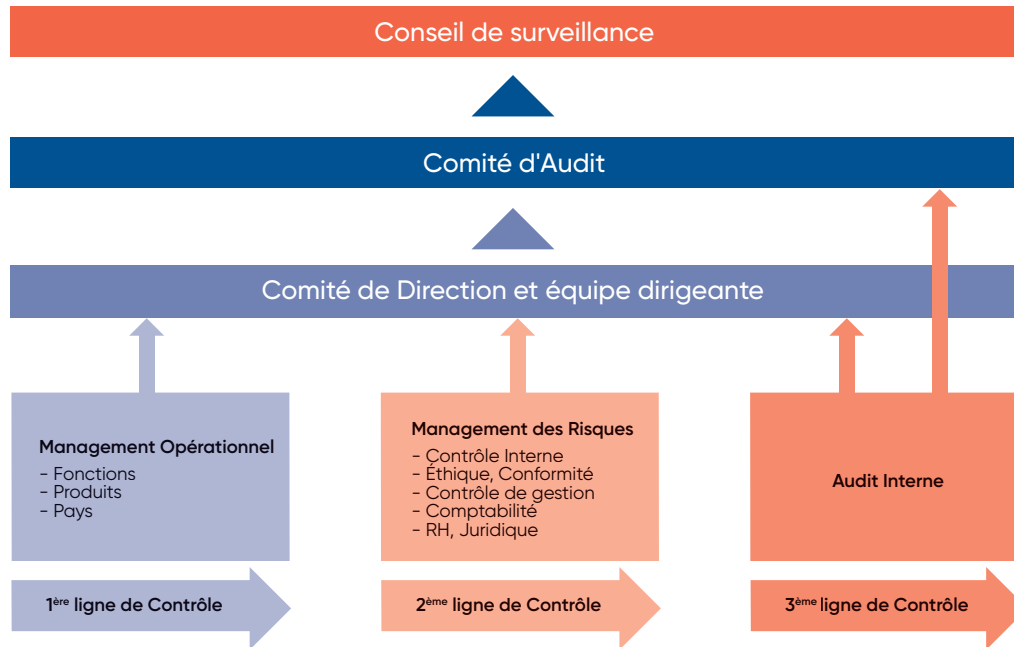 Conseil de surveillance
Comité d'Audit
Comité de Direction et équipe dirigeante
Management Opérationnel
- Fonctions
- Produits
- Pays
Management des Risques
- Contrôle Interne
- Éthique, Conformité
- Contrôle de gestion
- Comptabilité
- RH, Juridique
Audit Interne
1ère ligne de Contrôle
2ème ligne de Contrôle
3ème ligne de Contrôle